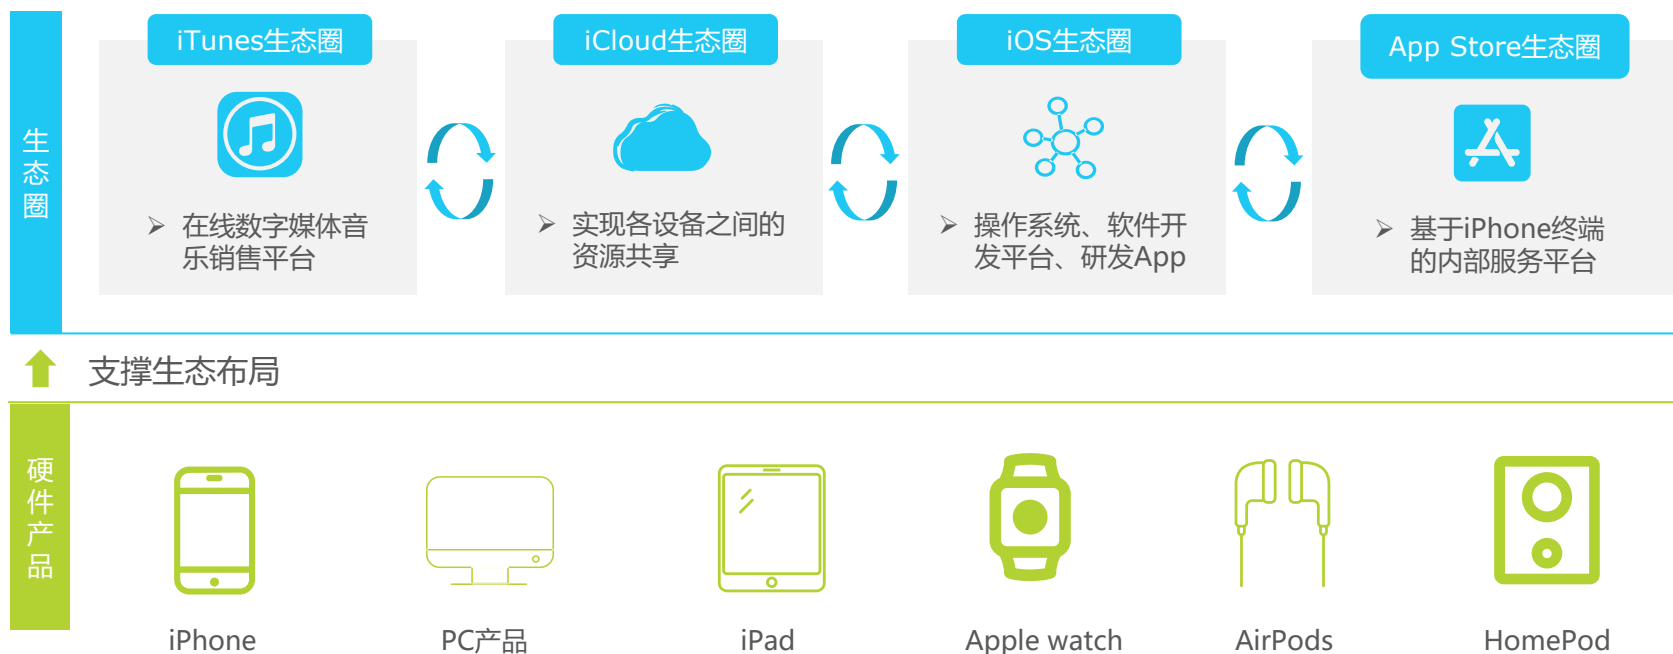 iTunes生态圈
iCloud生态圈
iOS生态圈
App Store生态圈
生态圈
➢ 在线数字媒体音
乐销售平台
➢ 实现各设备之间的
资源共享
➢ 操作系统、软件开
发平台、研发App
➢ 基于iPhone终端
的内部服务平台
支撑生态布局
硬件产品
iPhone
PC产品
iPad
Apple watch
AirPods
HomePod